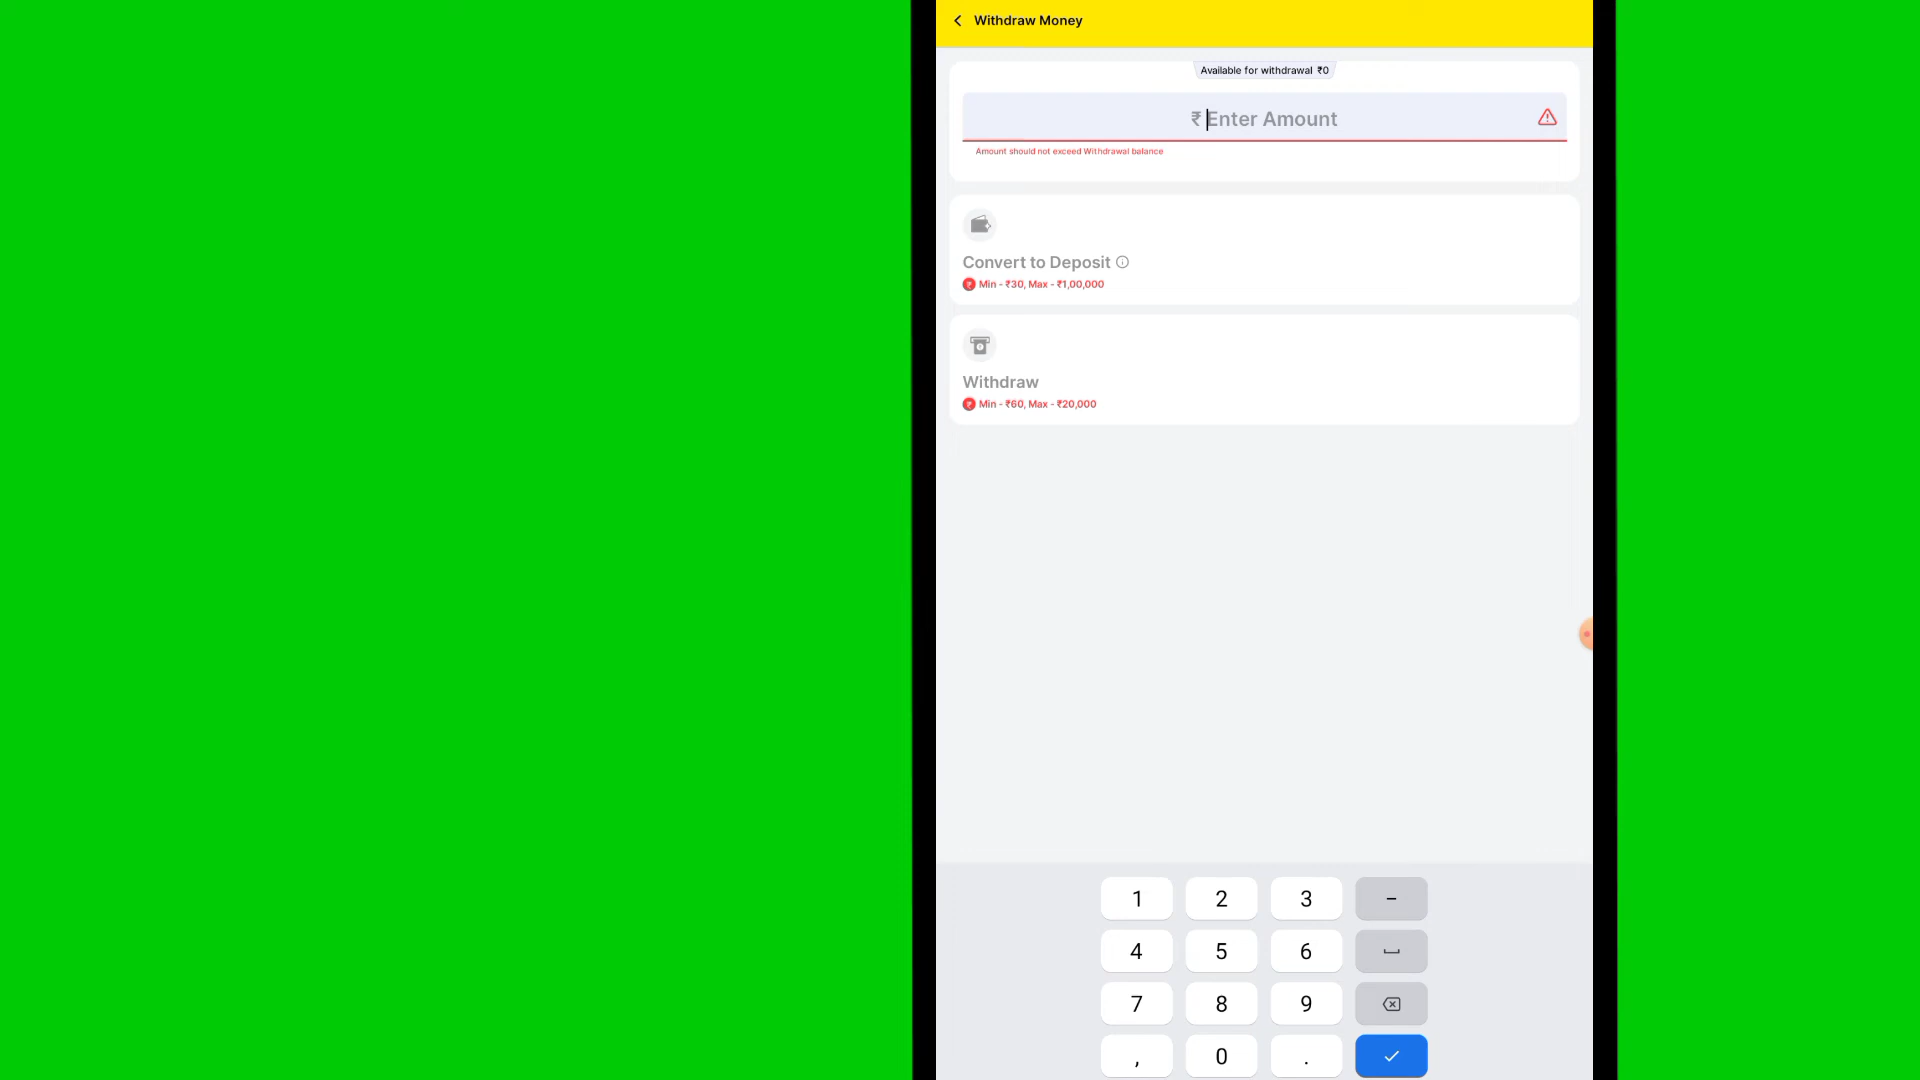 Withdraw Money
Available for withdrawal ₹0
₹ Enter Amount
Amount should not exceed Withdrawal balance
Convert to Deposit
Min - ₹30, Max - ₹1,00,000
Withdraw
Min - ₹60, Max - ₹20,000
1 2 3 -
4 5 6
7 8 9
, 0 .